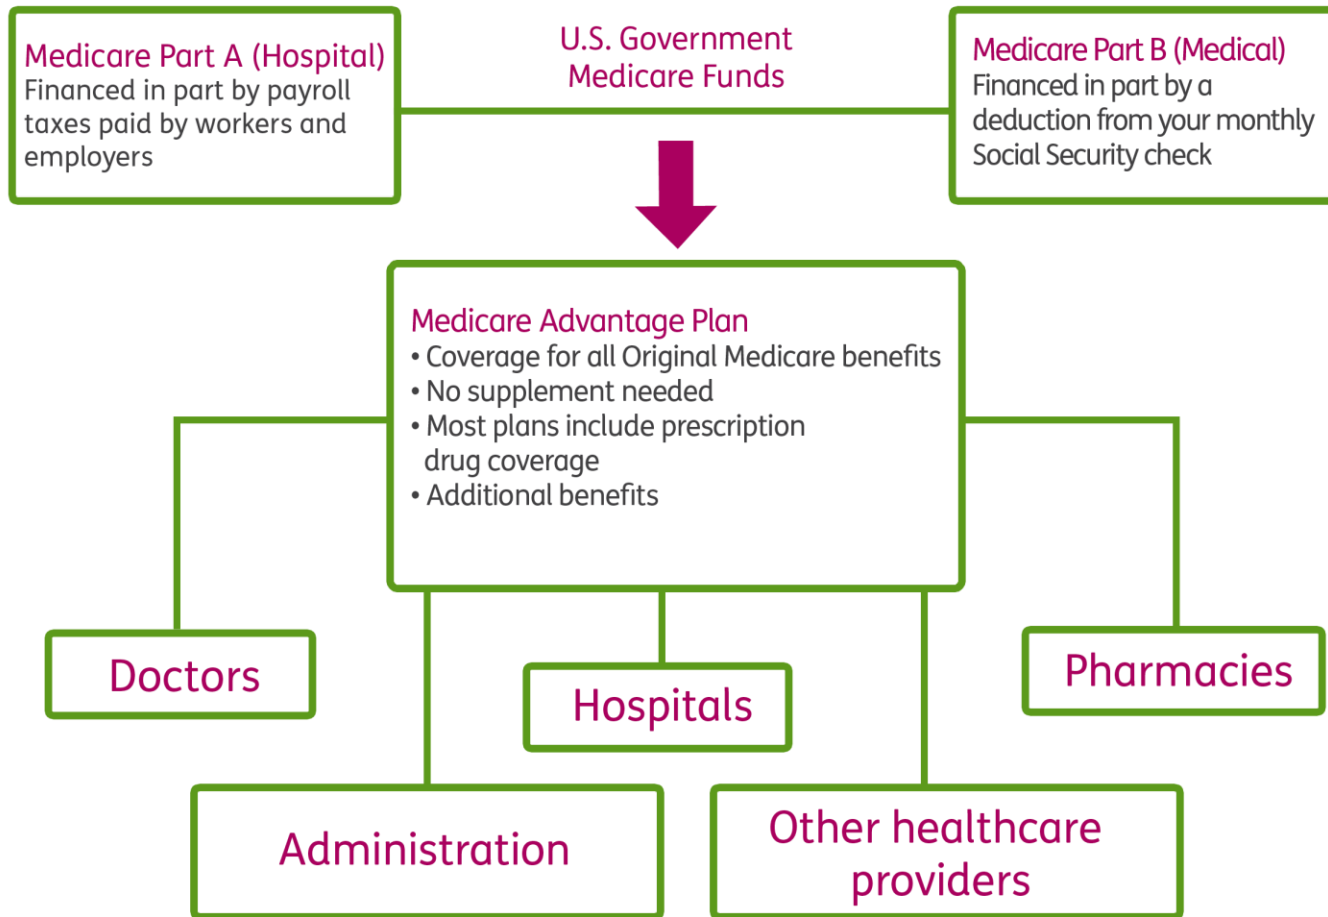 Medicare Part A (Hospital)
Financed in part by payroll
taxes paid by workers and
employers
U.S. Government
Medicare Funds
Medicare Part B (Medical)
Financed in part by a
deduction from your monthly
Social Security check
Medicare Advantage Plan
• Coverage for all Original Medicare benefits
• No supplement needed
• Most plans include prescription
drug coverage
• Additional benefits
Doctors
Hospitals
Pharmacies
Administration
Other healthcare
providers